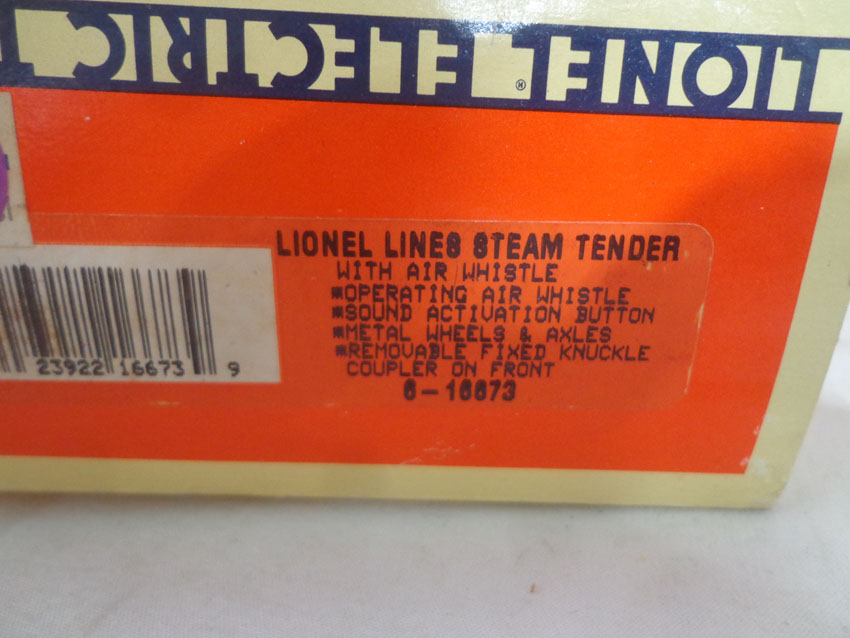 LIONEL® ELECTRIC
LIONEL LINES STEAM TENDER
WITH AIR WHISTLE
*OPERATING AIR WHISTLE
*SOUND ACTIVATION BUTTON
*METAL WHEELS & AXLES
*REMOVABLE FIXED KNUCKLE
COUPLER ON FRONT
6-16673
23922 16673 9